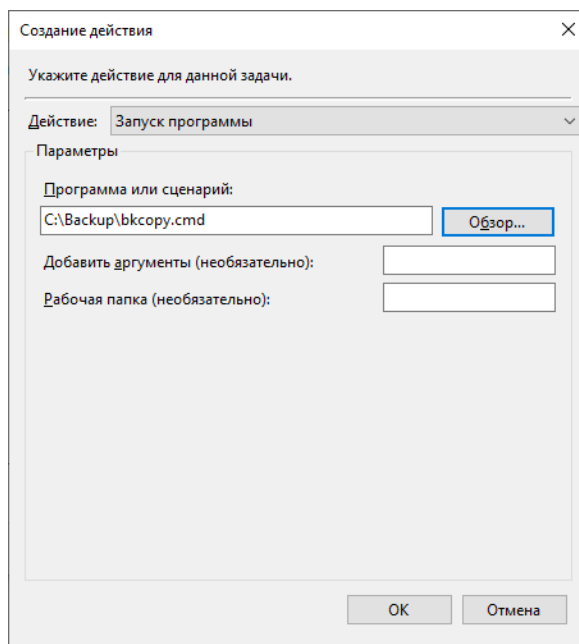 Создание действия
Укажите действие для данной задачи.
Действие: Запуск программы
Параметры
Программа или сценарий:
C:\Backup\bkcopy.cmd Обзор...
Добавить аргументы (необязательно):
Рабочая папка (необязательно):
ОК Отмена